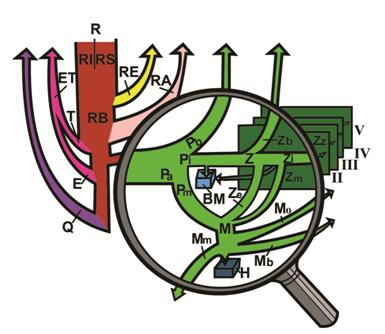 R
RI RS
ET RE RA
T RB
Pb
Zb Zz V
Pi Z Zi IV
III
E Pa Zm II
Pm BM Ze
Q M Mo
Mm Mb
H